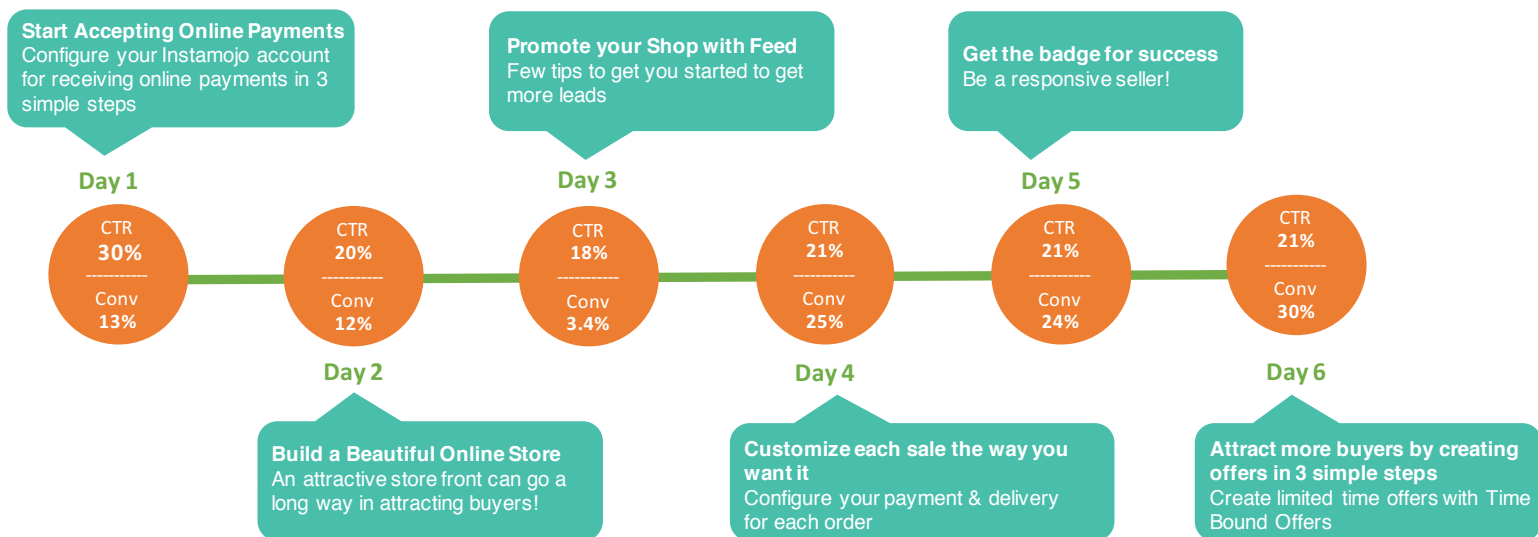 Start Accepting Online Payments
Configure your Instamojo account
for receiving online payments in 3
simple steps
Promote your Shop with Feed
Few tips to get you started to get
more leads
Get the badge for success
Be a responsive seller!
Day 1
Day 3
Day 5
CTR
30%
-----------
Conv
13%
CTR
20%
-----------
Conv
12%
CTR
18%
-----------
Conv
3.4%
CTR
21%
-----------
Conv
25%
CTR
21%
-----------
Conv
24%
CTR
21%
-----------
Conv
30%
Day 2
Day 4
Day 6
Build a Beautiful Online Store
An attractive store front can go a
long way in attracting buyers!
Customize each sale the way you
want it
Configure your payment & delivery
for each order
Attract more buyers by creating
offers in 3 simple steps
Create limited time offers with Time
Bound Offers